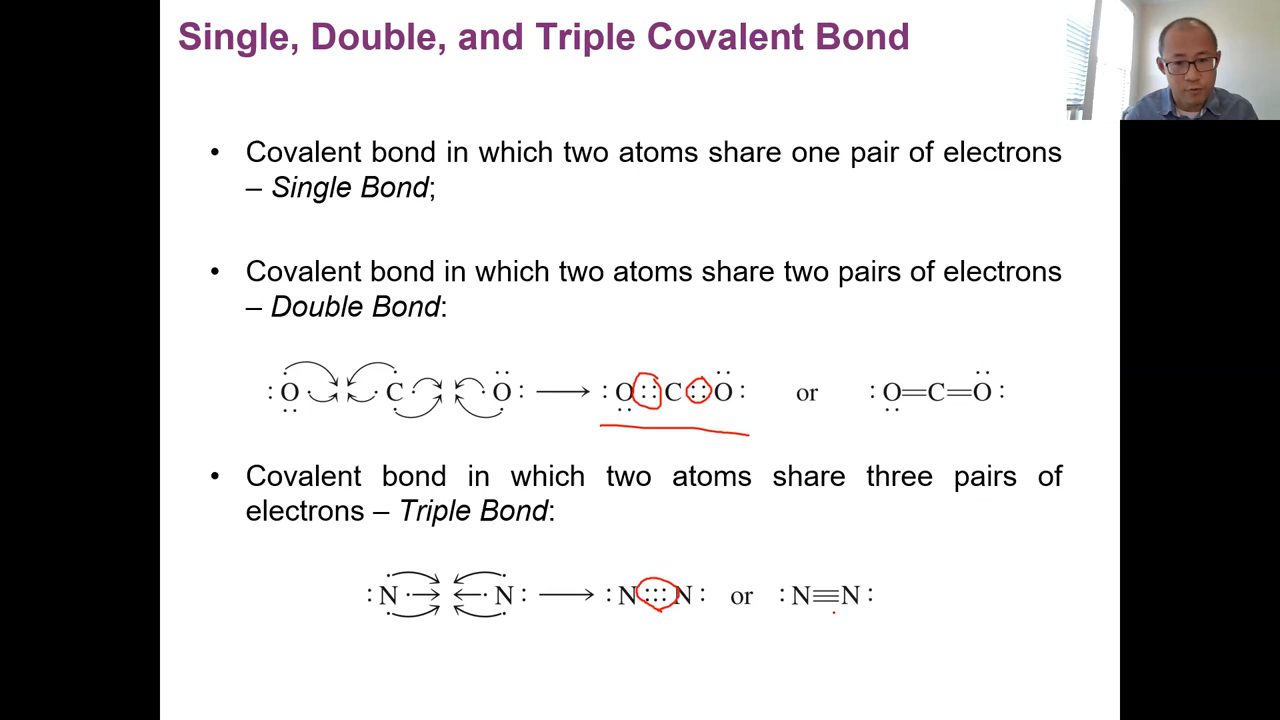 Single, Double, and Triple Covalent Bond
• Covalent bond in which two atoms share one pair of electrons
– Single Bond;
• Covalent bond in which two atoms share two pairs of electrons
– Double Bond:
:O· ·C· ·O: ⟶ :O::C::O: or :O=C=O:
• Covalent bond in which two atoms share three pairs of
electrons – Triple Bond:
:N· ·N: ⟶ :N:::N: or :N≡N: